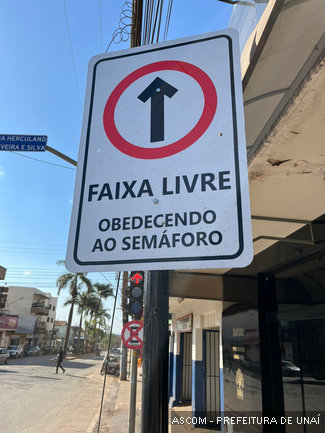 HERCULANO
VEIRA E SILVA
FAIXA LIVRE
OBEDECENDO
AO SEMÁFORO
ASCOM - PREFEITURA DE UNAÍ